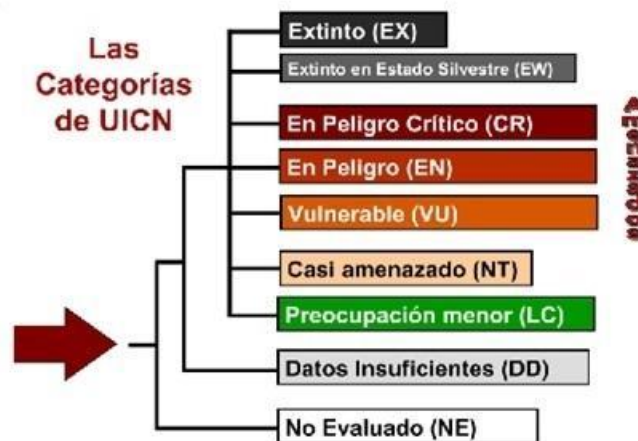 Las
Categorías
de UICN
Extinto (EX)
Extinto en Estado Silvestre (EW)
En Peligro Crítico (CR)
En Peligro (EN)
Vulnerable (VU)
Casi amenazado (NT)
Preocupación menor (LC)
Datos Insuficientes (DD)
No Evaluado (NE)